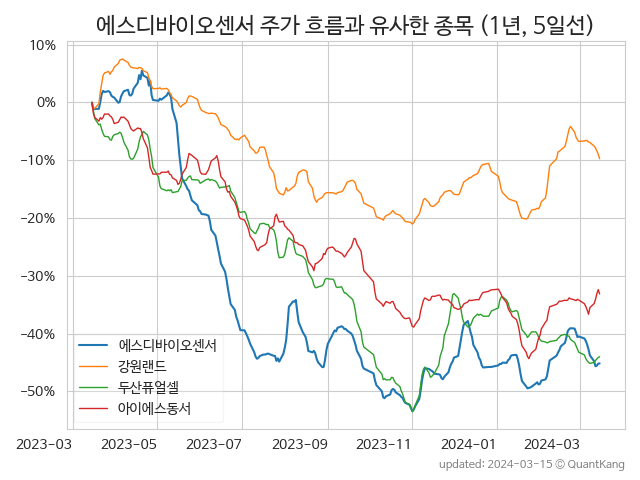 에스디바이오센서 주가 흐름과 유사한 종목 (1년, 5일선)
10%
0%
−10%
−20%
−30%
−40%
−50%
에스디바이오센서
강원랜드
두산퓨얼셀
아이에스동서
2023-03
2023-05
2023-07
2023-09
2023-11
2024-01
2024-03
updated: 2024-03-15 © QuantKang